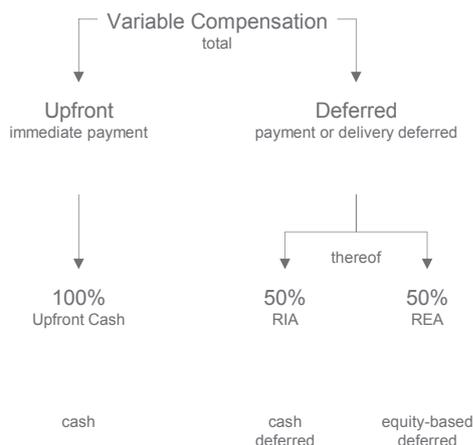 Variable Compensation
total
Upfront
immediate payment
Deferred
payment or delivery deferred
thereof
100%
Upfront Cash
50%
RIA
50%
REA
cash
cash
deferred
equity-based
deferred